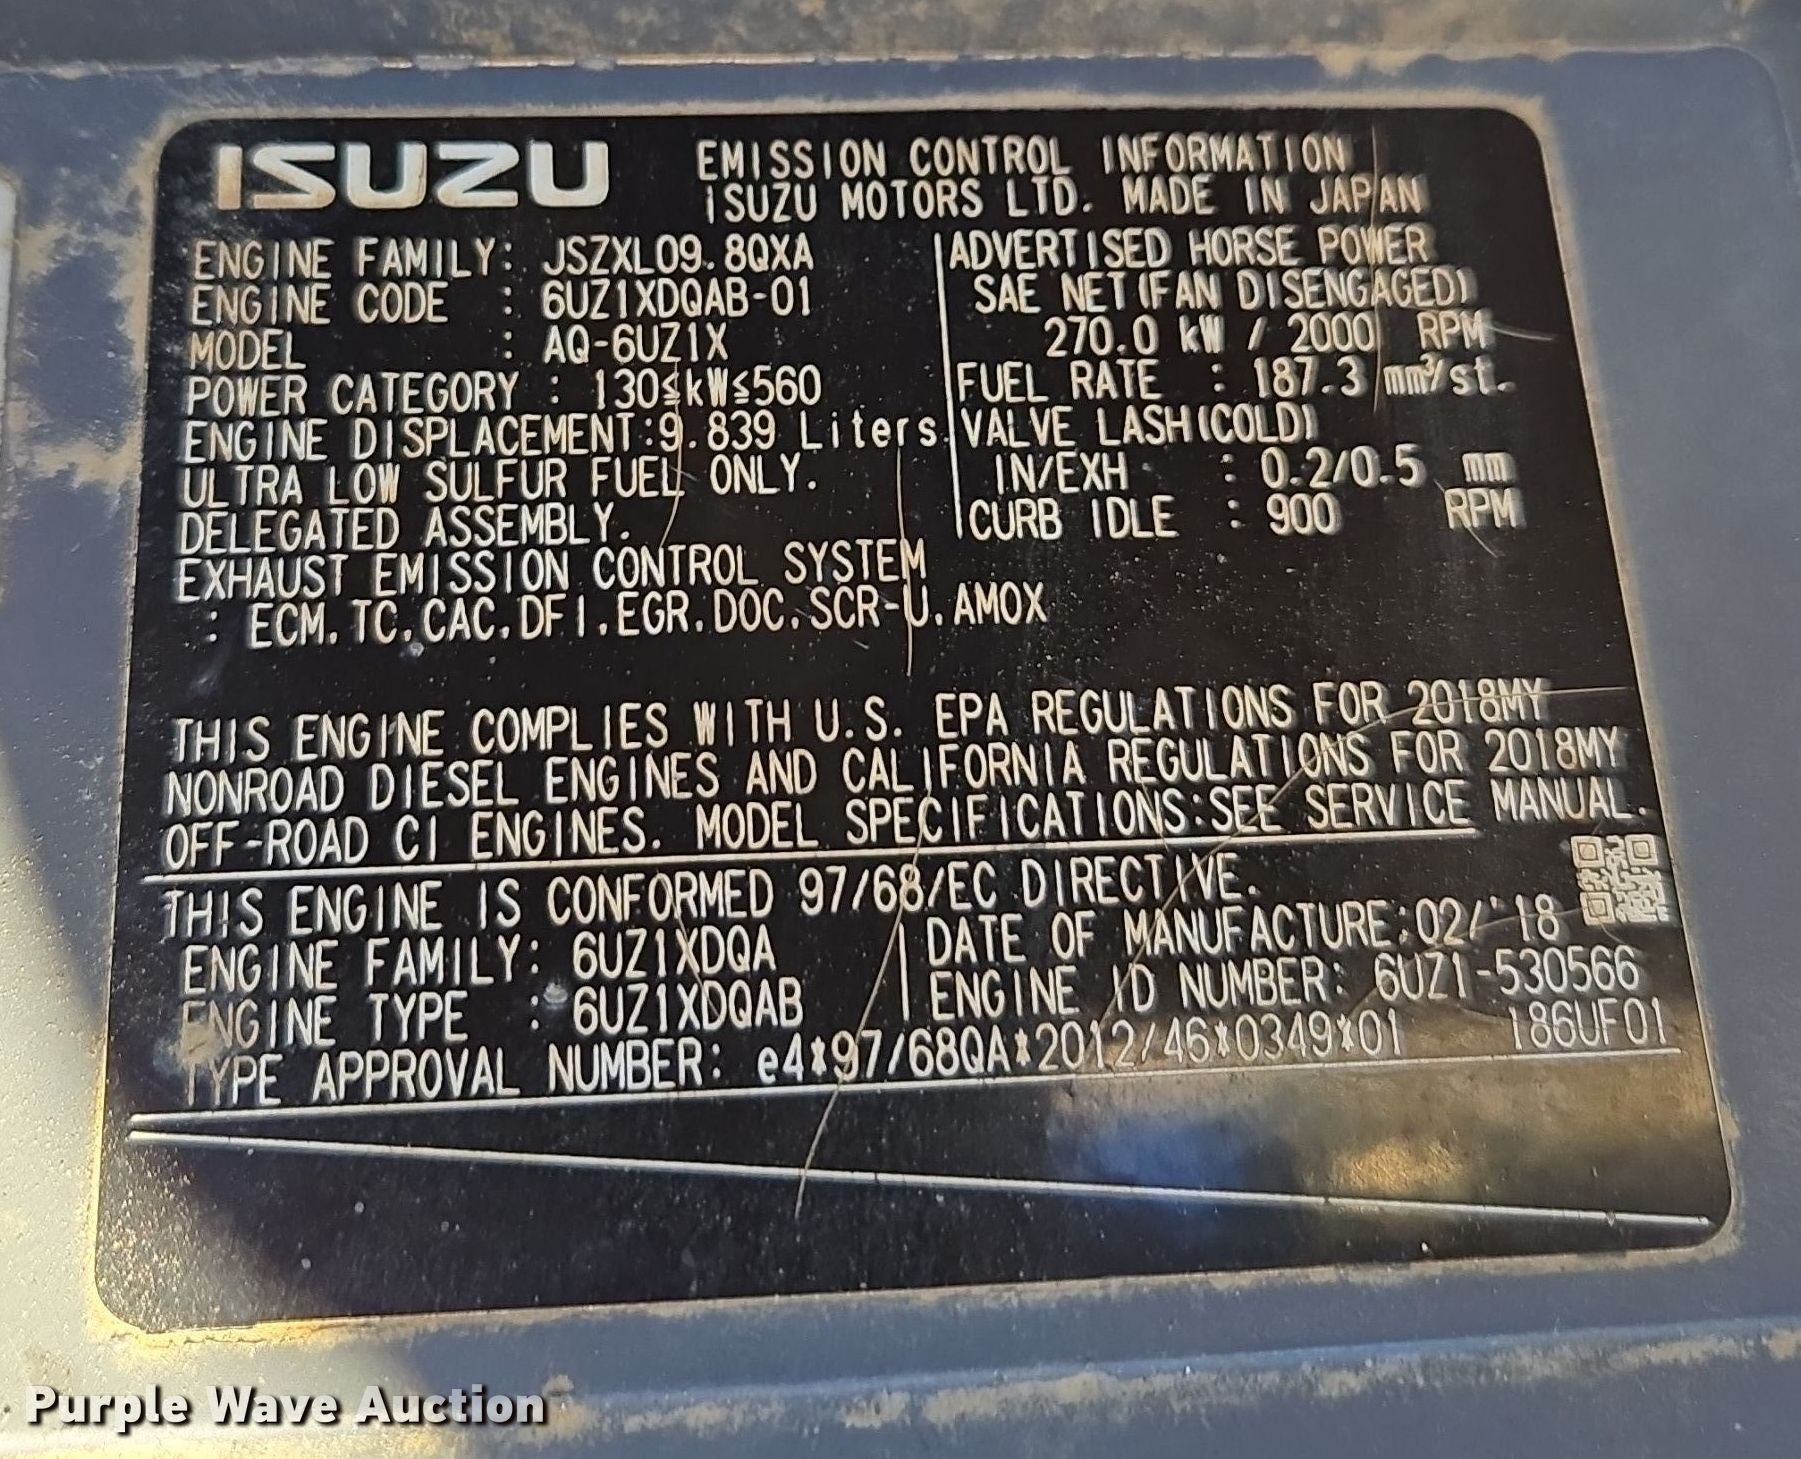 ISUZU
EMISSION CONTROL INFORMATION
ISUZU MOTORS LTD. MADE IN JAPAN
ENGINE FAMILY: JSZXL09.8QXA
ENGINE CODE : 6UZ1XDQAB-01
MODEL : AQ-6UZ1X
POWER CATEGORY : 130≤kW≤560
ENGINE DISPLACEMENT:9.839 Liters
ULTRA LOW SULFUR FUEL ONLY.
DELEGATED ASSEMBLY.
EXHAUST EMISSION CONTROL SYSTEM
: ECM.TC.CAC.DFI.EGR.DOC.SCR-U.AMOX
ADVERTISED HORSE POWER
SAE NET(FAN DISENGAGED)
270.0 kW / 2000 RPM
FUEL RATE : 187.3 mm³/st.
VALVE LASH(COLD)
IN/EXH : 0.2/0.5 mm
CURB IDLE : 900 RPM
THIS ENGINE COMPLIES WITH U.S. EPA REGULATIONS FOR 2018MY
NONROAD DIESEL ENGINES AND CALIFORNIA REGULATIONS FOR 2018MY
OFF-ROAD CI ENGINES. MODEL SPECIFICATIONS:SEE SERVICE MANUAL.
THIS ENGINE IS CONFORMED 97/68/EC DIRECTIVE.
ENGINE FAMILY: 6UZ1XDQA
ENGINE TYPE : 6UZ1XDQAB
DATE OF MANUFACTURE:02/'18
ENGINE ID NUMBER: 6UZ1-530566
TYPE APPROVAL NUMBER: e4*97/68QA*2012/46*0349*01 186UF01
Purple Wave Auction